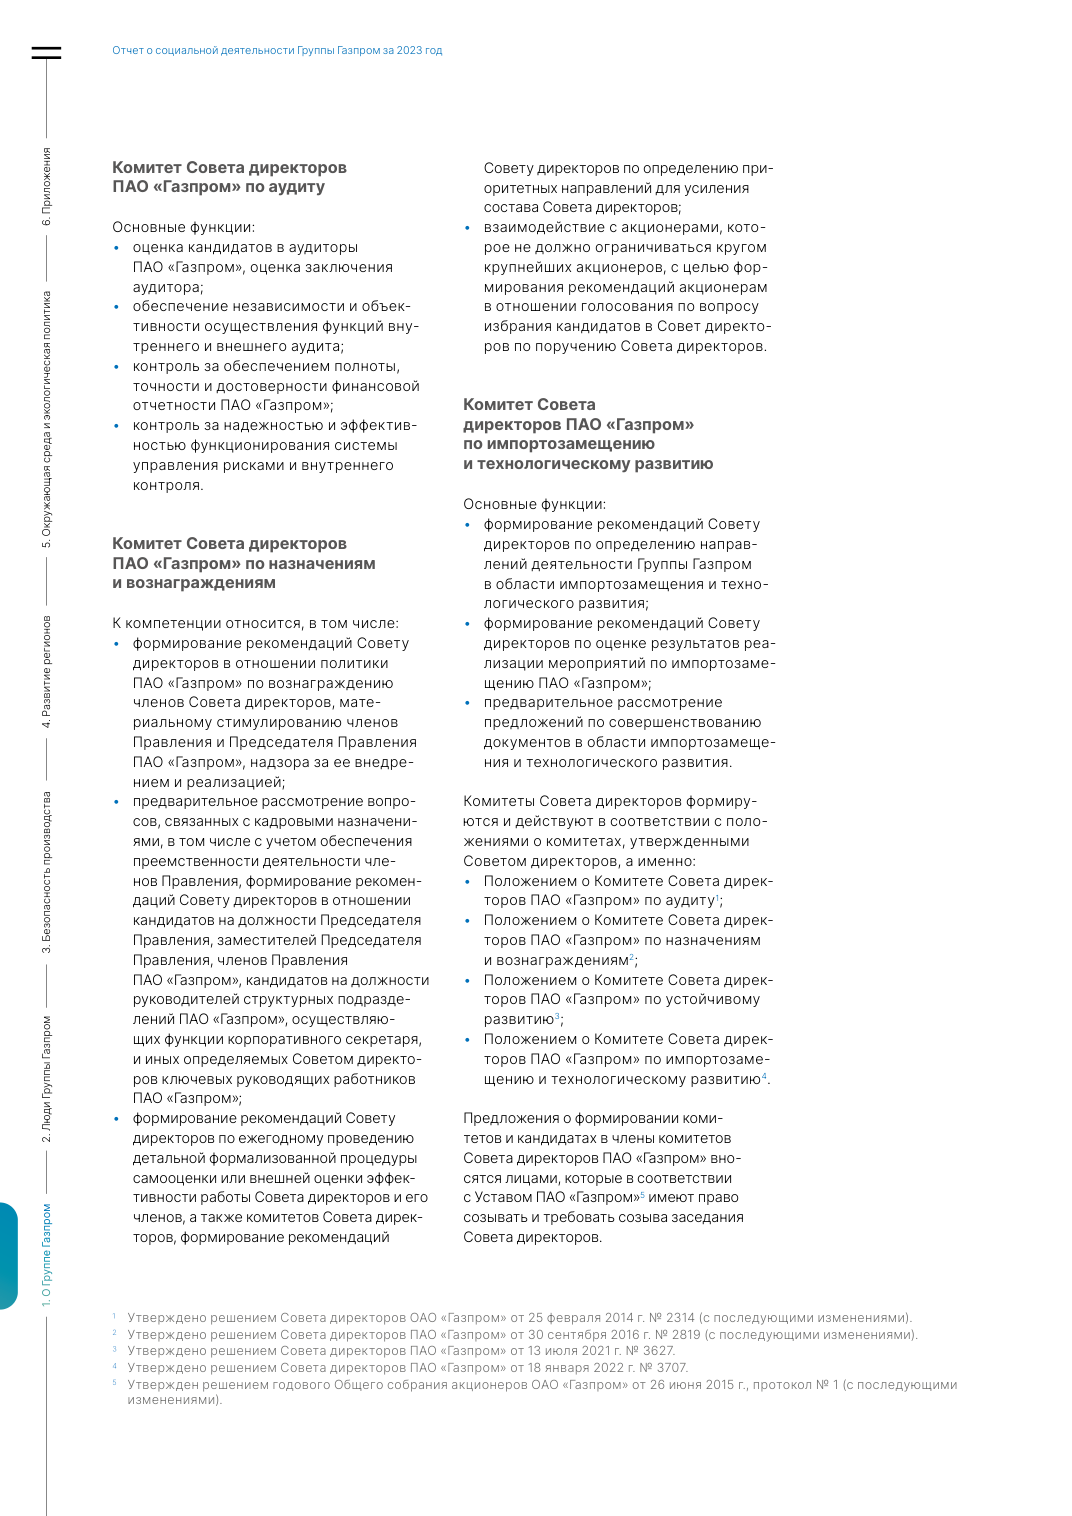 Отчет о социальной деятельности Группы Газпром за 2023 год
6. Приложения
5. Окружающая среда и экологическая политика
4. Развитие регионов
3. Безопасность производства
2. Люди Группы Газпром
1. О Группе Газпром
Комитет Совета директоров
ПАО «Газпром» по аудиту
Основные функции:
• оценка кандидатов в аудиторы
ПАО «Газпром», оценка заключения
аудитора;
• обеспечение независимости и объек-
тивности осуществления функций вну-
треннего и внешнего аудита;
• контроль за обеспечением полноты,
точности и достоверности финансовой
отчетности ПАО «Газпром»;
• контроль за надежностью и эффектив-
ностью функционирования системы
управления рисками и внутреннего
контроля.
Комитет Совета директоров
ПАО «Газпром» по назначениям
и вознаграждениям
К компетенции относится, в том числе:
• формирование рекомендаций Совету
директоров в отношении политики
ПАО «Газпром» по вознаграждению
членов Совета директоров, мате-
риальному стимулированию членов
Правления и Председателя Правления
ПАО «Газпром», надзора за ее внедре-
нием и реализацией;
• предварительное рассмотрение вопро-
сов, связанных с кадровыми назначени-
ями, в том числе с учетом обеспечения
преемственности деятельности чле-
нов Правления, формирование рекомен-
даций Совету директоров в отношении
кандидатов на должности Председателя
Правления, заместителей Председателя
Правления, членов Правления
ПАО «Газпром», кандидатов на должности
руководителей структурных подразде-
лений ПАО «Газпром», осуществляю-
щих функции корпоративного секретаря,
и иных определяемых Советом директо-
ров ключевых руководящих работников
ПАО «Газпром»;
• формирование рекомендаций Совету
директоров по ежегодному проведению
детальной формализованной процедуры
самооценки или внешней оценки эффек-
тивности работы Совета директоров и его
членов, а также комитетов Совета дирек-
торов, формирование рекомендаций
Совету директоров по определению при-
оритетных направлений для усиления
состава Совета директоров;
• взаимодействие с акционерами, кото-
рое не должно ограничиваться кругом
крупнейших акционеров, с целью фор-
мирования рекомендаций акционерам
в отношении голосования по вопросу
избрания кандидатов в Совет директо-
ров по поручению Совета директоров.
Комитет Совета
директоров ПАО «Газпром»
по импортозамещению
и технологическому развитию
Основные функции:
• формирование рекомендаций Совету
директоров по определению направ-
лений деятельности Группы Газпром
в области импортозамещения и техно-
логического развития;
• формирование рекомендаций Совету
директоров по оценке результатов реа-
лизации мероприятий по импортозаме-
щению ПАО «Газпром»;
• предварительное рассмотрение
предложений по совершенствованию
документов в области импортозамеще-
ния и технологического развития.
Комитеты Совета директоров формиру-
ются и действуют в соответствии с поло-
жениями о комитетах, утвержденными
Советом директоров, а именно:
• Положением о Комитете Совета дирек-
торов ПАО «Газпром» по аудиту¹;
• Положением о Комитете Совета дирек-
торов ПАО «Газпром» по назначениям
и вознаграждениям²;
• Положением о Комитете Совета дирек-
торов ПАО «Газпром» по устойчивому
развитию³;
• Положением о Комитете Совета дирек-
торов ПАО «Газпром» по импортозаме-
щению и технологическому развитию⁴.
Предложения о формировании коми-
тетов и кандидатах в члены комитетов
Совета директоров ПАО «Газпром» вно-
сятся лицами, которые в соответствии
с Уставом ПАО «Газпром»⁵ имеют право
созывать и требовать созыва заседания
Совета директоров.
¹ Утверждено решением Совета директоров ОАО «Газпром» от 25 февраля 2014 г. № 2314 (с последующими изменениями).
² Утверждено решением Совета директоров ПАО «Газпром» от 30 сентября 2016 г. № 2819 (с последующими изменениями).
³ Утверждено решением Совета директоров ПАО «Газпром» от 13 июля 2021 г. № 3627.
⁴ Утверждено решением Совета директоров ПАО «Газпром» от 18 января 2022 г. № 3707.
⁵ Утвержден решением годового Общего собрания акционеров ОАО «Газпром» от 26 июня 2015 г., протокол № 1 (с последующими
изменениями).